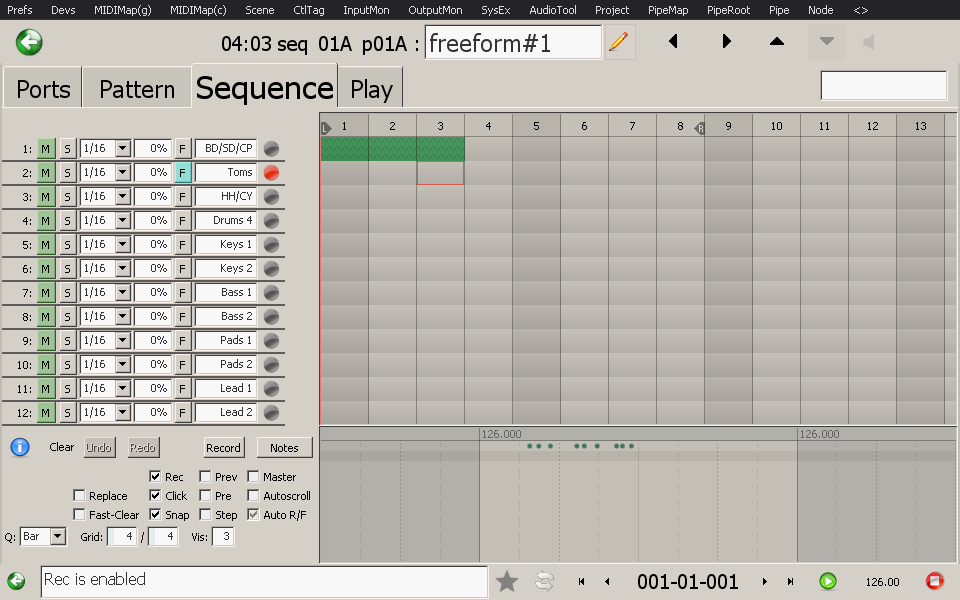 Prefs Devs MIDIMap(g) MIDIMap(c) Scene CtlTag InputMon OutputMon SysEx AudioTool Project PipeMap PipeRoot Pipe Node <>
04:03 seq 01A p01A : freeform#1
Ports Pattern Sequence Play
L 1 2 3 4 5 6 7 8 R 9 10 11 12 13
1: M S 1/16 0% F BD/SD/CP
2: M S 1/16 0% F Toms
3: M S 1/16 0% F HH/CY
4: M S 1/16 0% F Drums 4
5: M S 1/16 0% F Keys 1
6: M S 1/16 0% F Keys 2
7: M S 1/16 0% F Bass 1
8: M S 1/16 0% F Bass 2
9: M S 1/16 0% F Pads 1
10: M S 1/16 0% F Pads 2
11: M S 1/16 0% F Lead 1
12: M S 1/16 0% F Lead 2
126.000 126.000
Clear Undo Redo Record Notes
Rec Prev Master
Replace Click Pre Autoscroll
Fast-Clear Snap Step Auto R/F
Q: Bar Grid: 4 / 4 Vis: 3
Rec is enabled 001-01-001 126.00